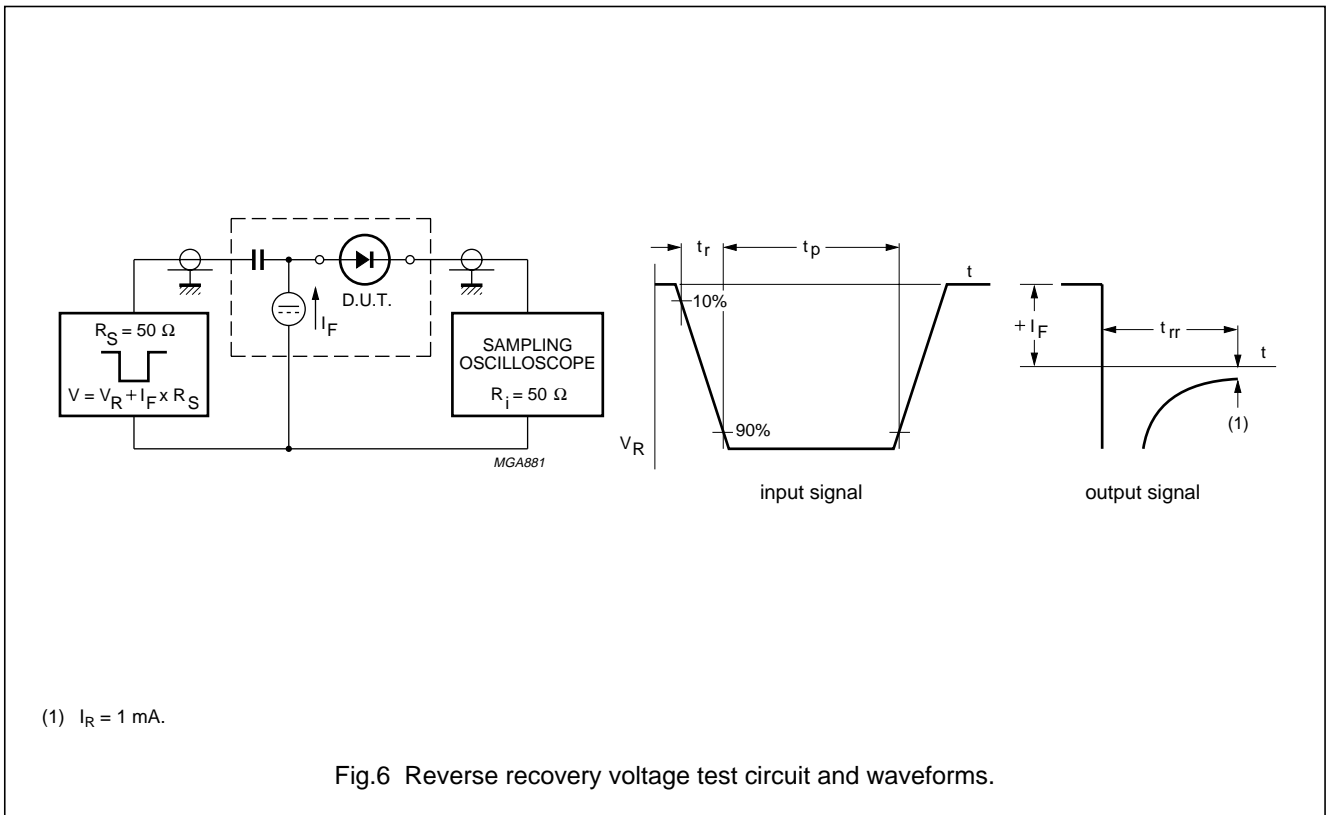 R_S = 50 Ω
V = V_R + I_F x R_S
I_F
D.U.T.
SAMPLING
OSCILLOSCOPE
R_i = 50 Ω
MGA881
t_r
t_p
t
10%
90%
V_R
input signal
+ I_F
t_rr
t
(1)
output signal
(1) I_R = 1 mA.
Fig.6 Reverse recovery voltage test circuit and waveforms.